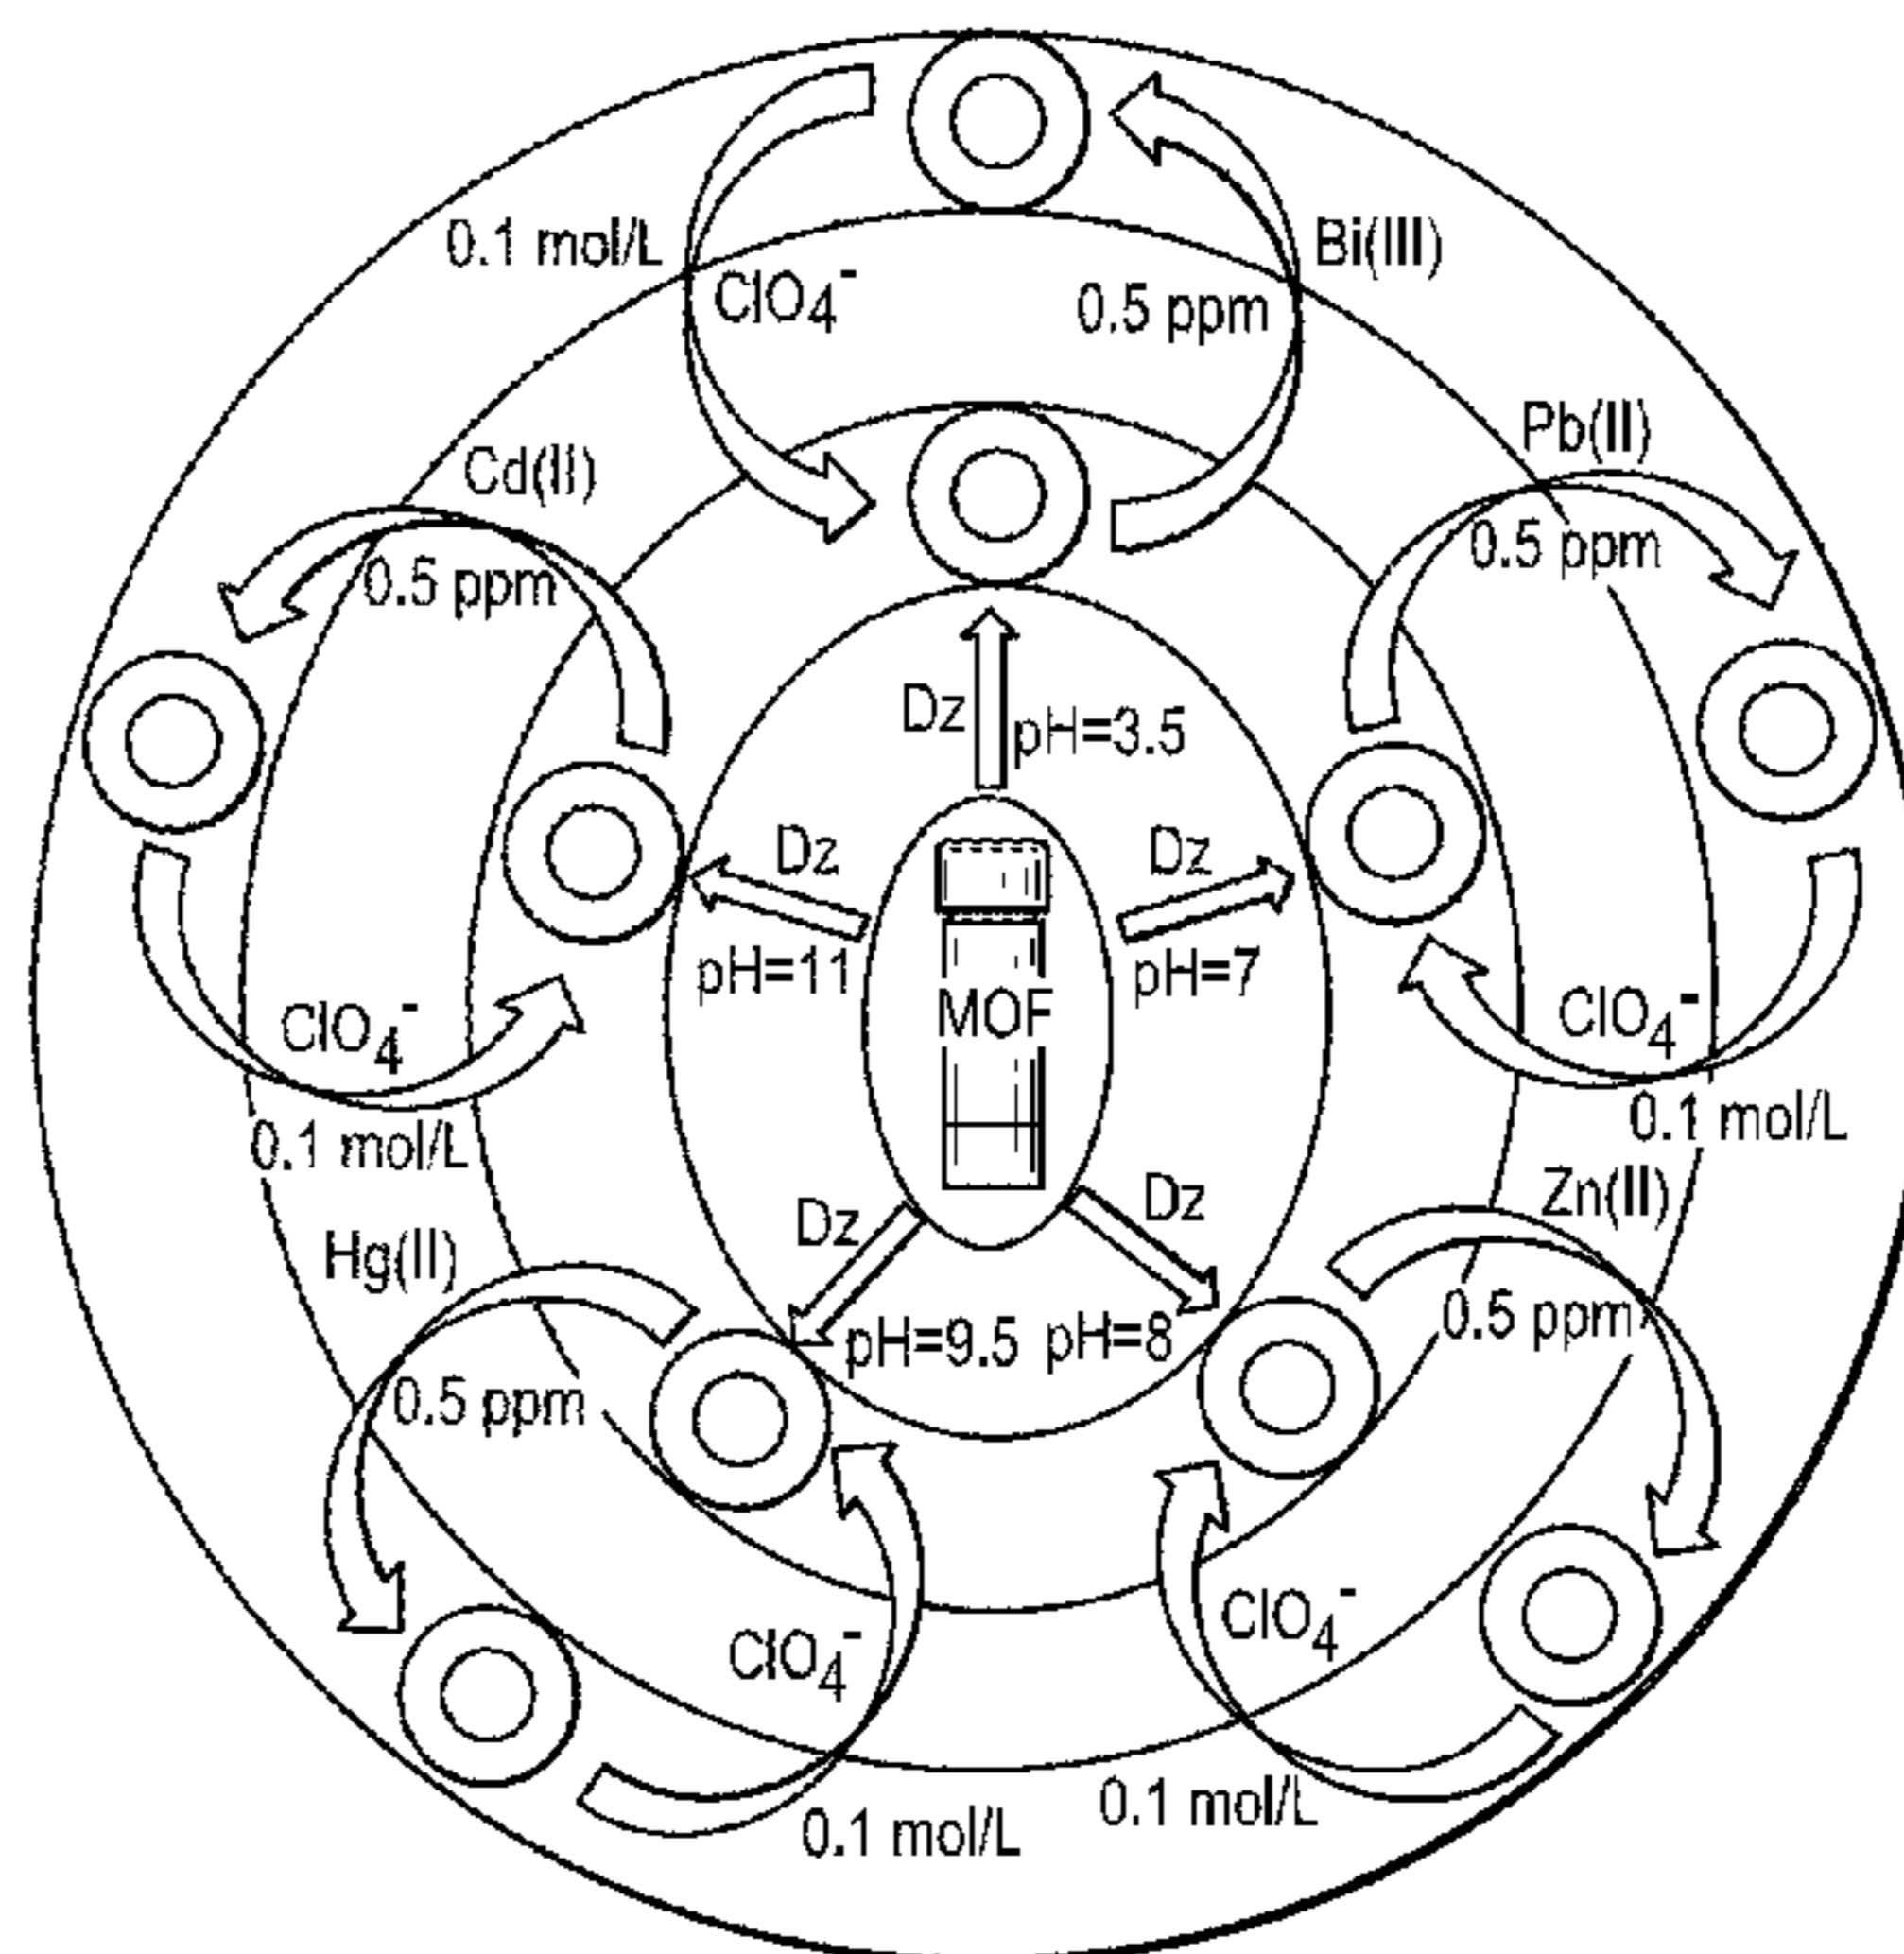 0.1 mol/L
ClO4-
Bi(III)
0.5 ppm
Cd(II)
0.5 ppm
Pb(II)
0.5 ppm
Dz
pH=3.5
Dz
pH=11
Dz
pH=7
MOF
ClO4-
0.1 mol/L
ClO4-
0.1 mol/L
Dz
pH=9.5
Dz
pH=8
Hg(II)
0.5 ppm
Zn(II)
0.5 ppm
ClO4-
0.1 mol/L
ClO4-
0.1 mol/L